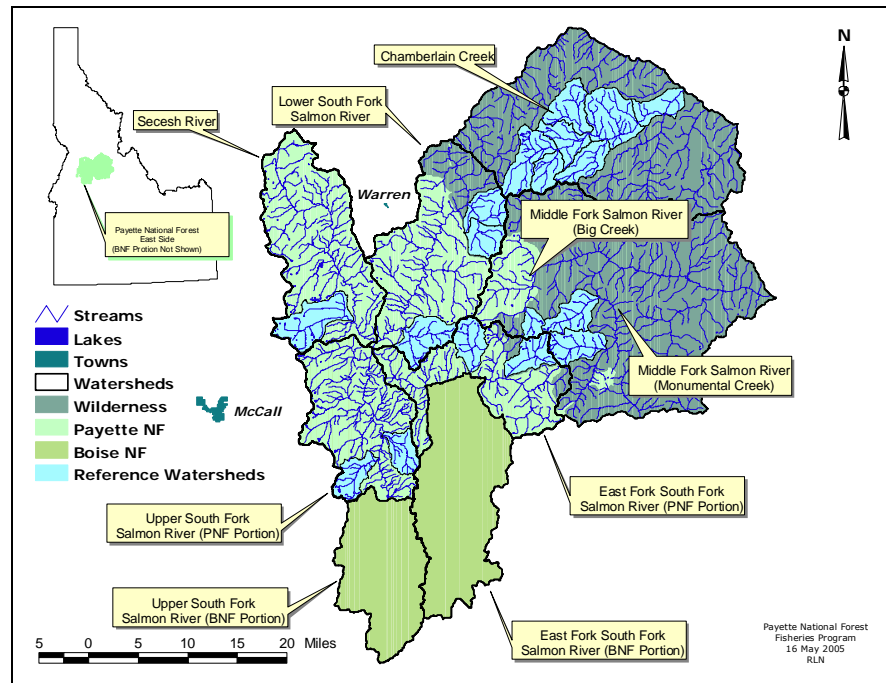 Chamberlain Creek
N
Lower South Fork
Salmon River
Secesh River
Warren
Middle Fork Salmon River
(Big Creek)
Payette National Forest
East Side
(BNF Protion Not Shown)
Streams
Lakes
Towns
Watersheds
Wilderness
Payette NF
Boise NF
Reference Watersheds
McCall
Middle Fork Salmon River
(Monumental Creek)
East Fork South Fork
Salmon River (PNF Portion)
Upper South Fork
Salmon River (PNF Portion)
Upper South Fork
Salmon River (BNF Portion)
East Fork South Fork
Salmon River (BNF Portion)
5 0 5 10 15 20 Miles
Payette National Forest
Fisheries Program
16 May 2005
RLN